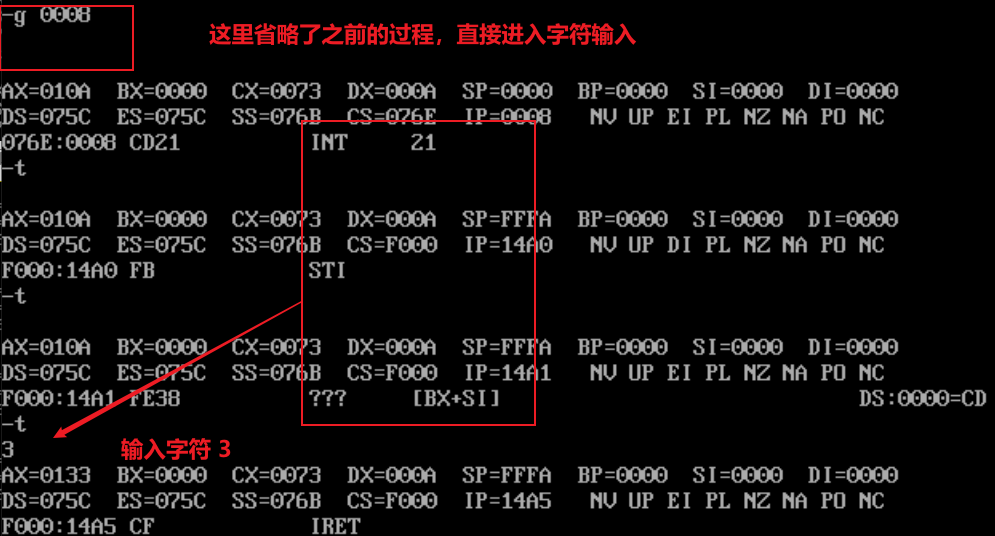 -g 0008
这里省略了之前的过程，直接进入字符输入
AX=010A BX=0000 CX=0073 DX=000A SP=0000 BP=0000 SI=0000 DI=0000
DS=075C ES=075C SS=076B CS=076E IP=0008 NV UP EI PL NZ NA PO NC
076E:0008 CD21 INT 21
-t
AX=010A BX=0000 CX=0073 DX=000A SP=FFFA BP=0000 SI=0000 DI=0000
DS=075C ES=075C SS=076B CS=F000 IP=14A0 NV UP DI PL NZ NA PO NC
F000:14A0 FB STI
-t
AX=010A BX=0000 CX=0073 DX=000A SP=FFFA BP=0000 SI=0000 DI=0000
DS=075C ES=075C SS=076B CS=F000 IP=14A1 NV UP EI PL NZ NA PO NC
F000:14A1 FE38 ??? [BX+SI] DS:0000=CD
-t
3
输入字符 3
AX=0133 BX=0000 CX=0073 DX=000A SP=FFFA BP=0000 SI=0000 DI=0000
DS=075C ES=075C SS=076B CS=F000 IP=14A5 NV UP EI PL NZ NA PO NC
F000:14A5 CF IRET